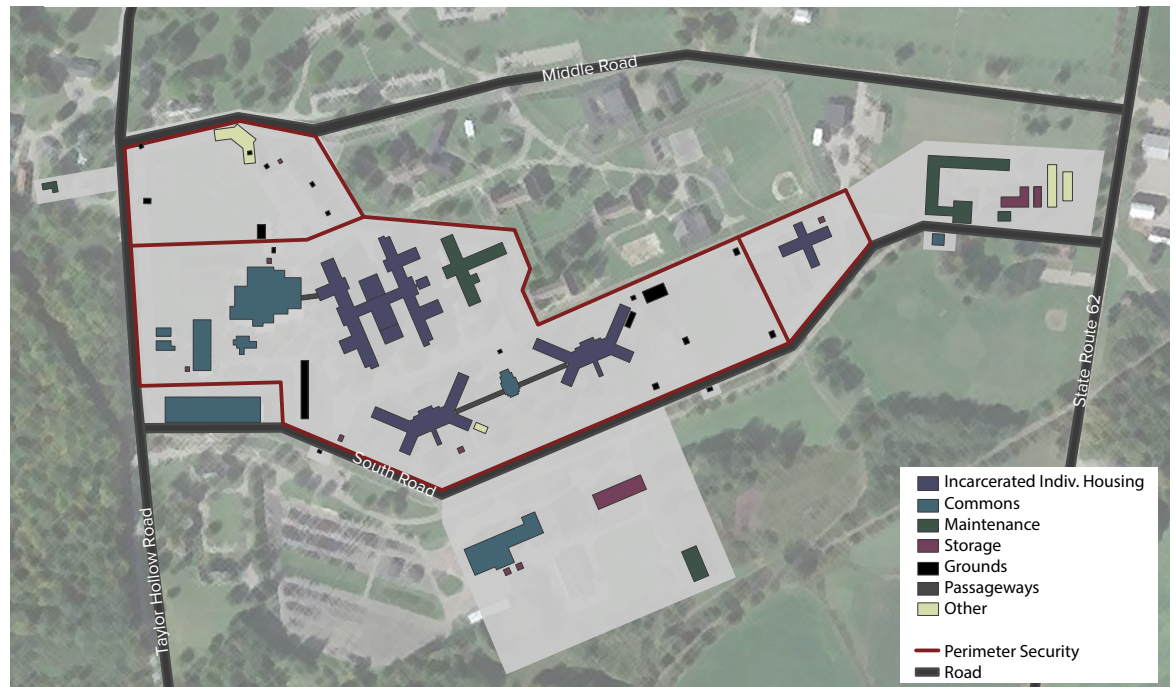 Middle Road
State Route 62
South Road
Taylor Hollow Road
Incarcerated Indiv. Housing
Commons
Maintenance
Storage
Grounds
Passageways
Other
Perimeter Security
Road